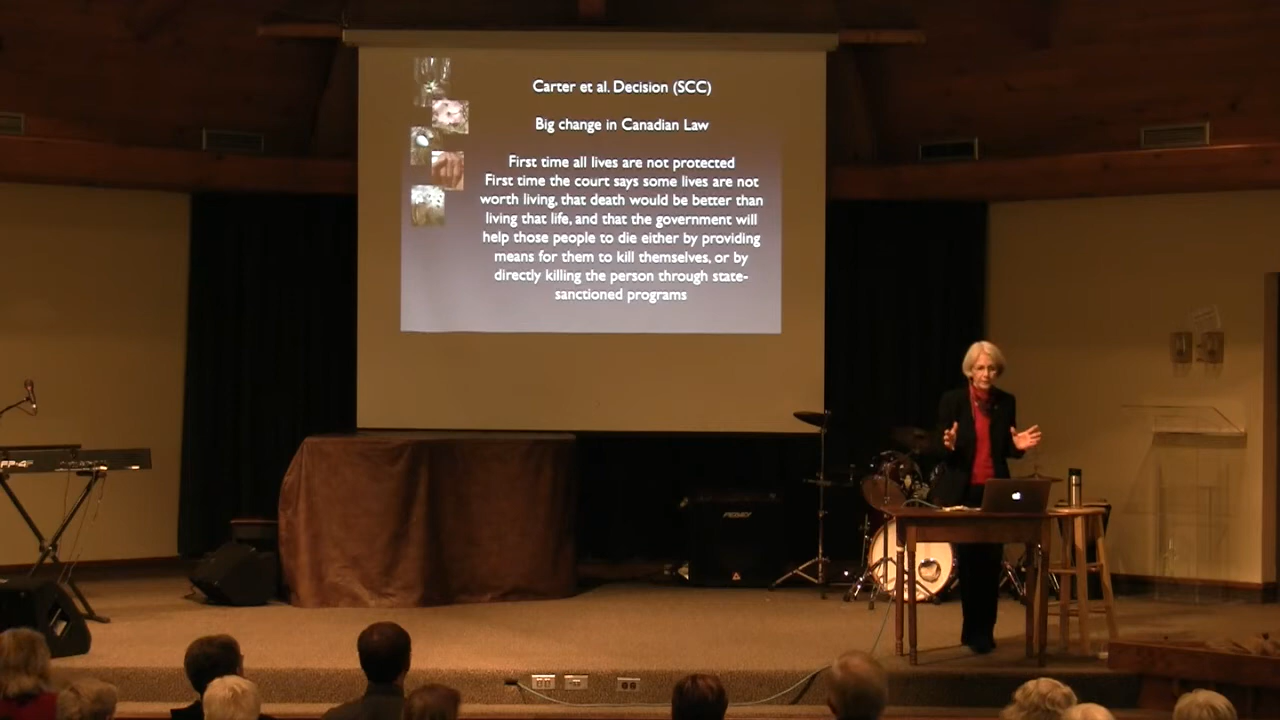 Carter et al. Decision (SCC)
Big change in Canadian Law
First time all lives are not protected
First time the court says some lives are not
worth living, that death would be better than
living that life, and that the government will
help those people to die either by providing
means for them to kill themselves, or by
directly killing the person through state-
sanctioned programs
PEAVEY